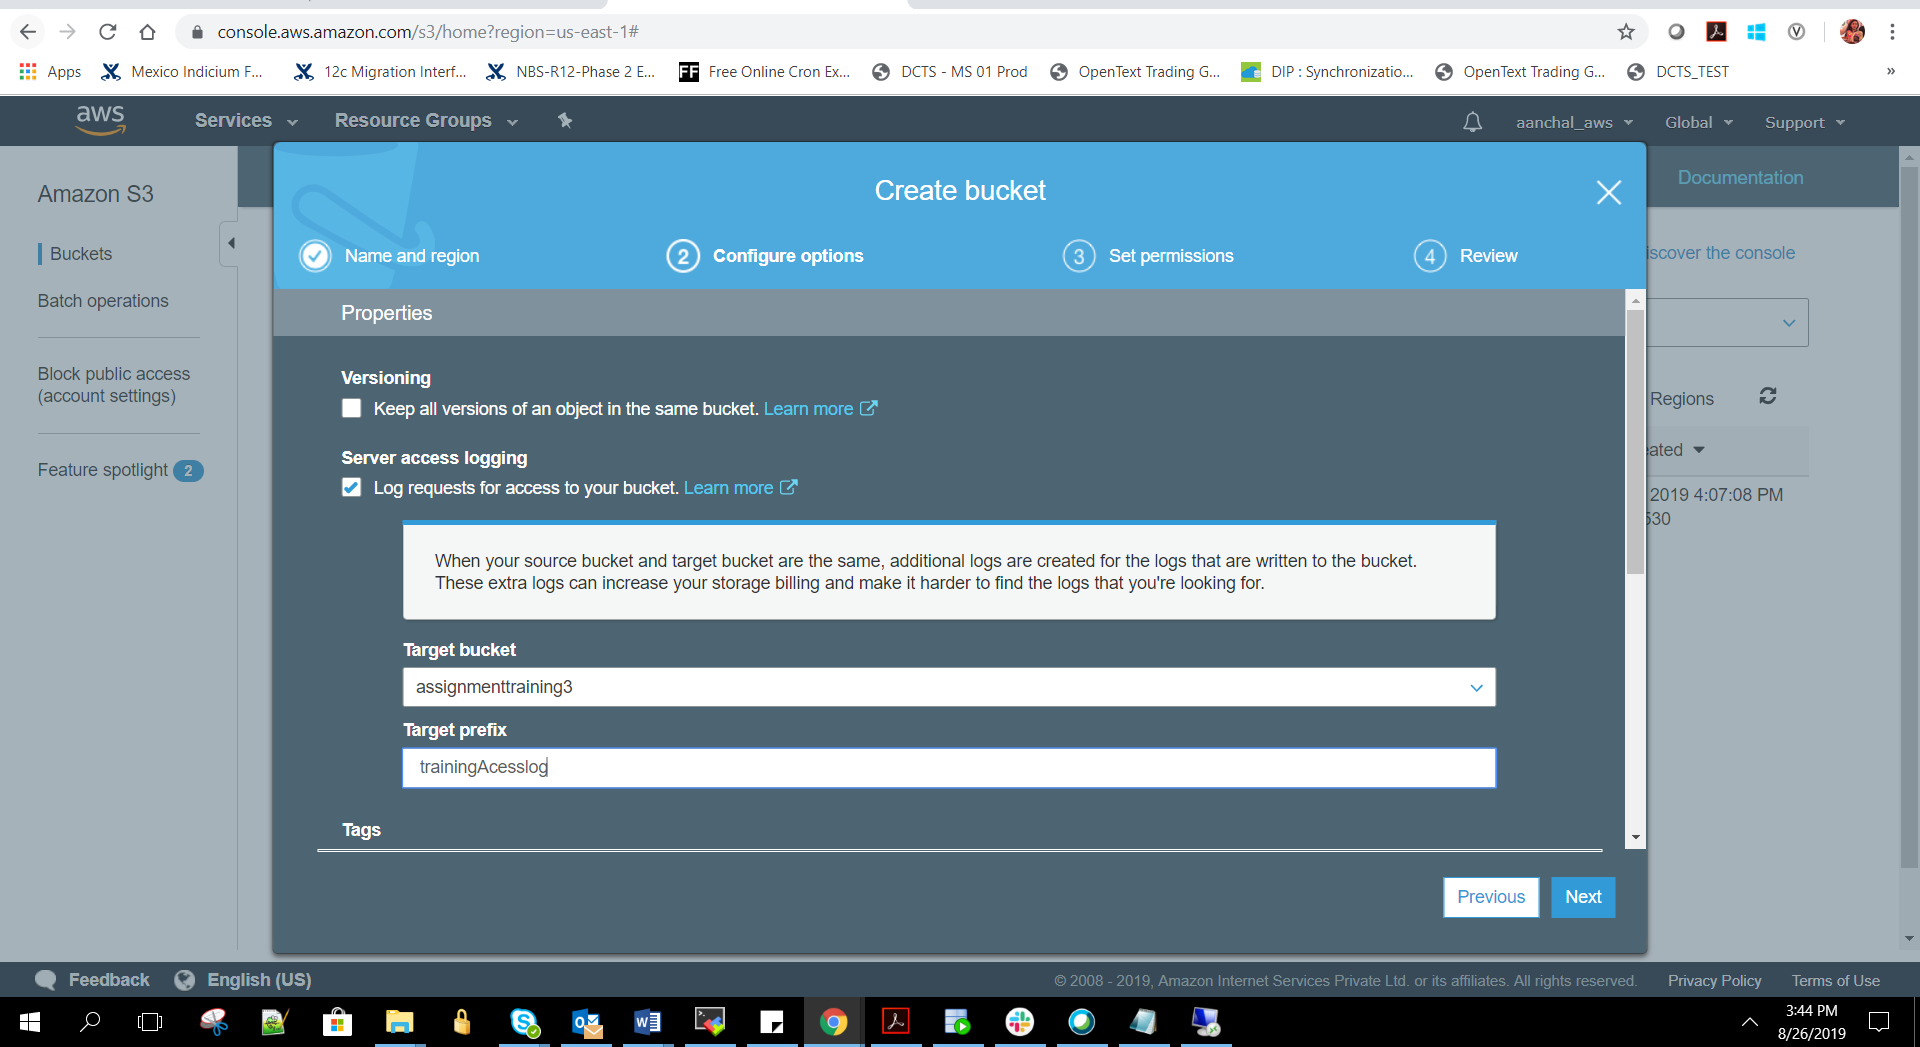 console.aws.amazon.com/s3/home?region=us-east-1#
Apps
Mexico Indicium F...
12c Migration Interf...
NBS-R12-Phase 2 E...
FF
Free Online Cron Ex...
DCTS - MS 01 Prod
OpenText Trading G...
DIP : Synchronizatio...
OpenText Trading G...
DCTS_TEST
»
aws
Services
Resource Groups
aanchal_aws
Global
Support
Amazon S3
Buckets
Batch operations
Block public access
(account settings)
Feature spotlight 2
Documentation
iscover the console
Regions
ated
2019 4:07:08 PM
530
Create bucket
Name and region
2 Configure options
3 Set permissions
4 Review
Properties
Versioning
Keep all versions of an object in the same bucket. Learn more
Server access logging
Log requests for access to your bucket. Learn more
When your source bucket and target bucket are the same, additional logs are created for the logs that are written to the bucket.
These extra logs can increase your storage billing and make it harder to find the logs that you're looking for.
Target bucket
assignmenttraining3
Target prefix
trainingAcesslog
Tags
Previous
Next
Feedback
English (US)
© 2008 - 2019, Amazon Internet Services Private Ltd. or its affiliates. All rights reserved.
Privacy Policy
Terms of Use
3:44 PM
8/26/2019